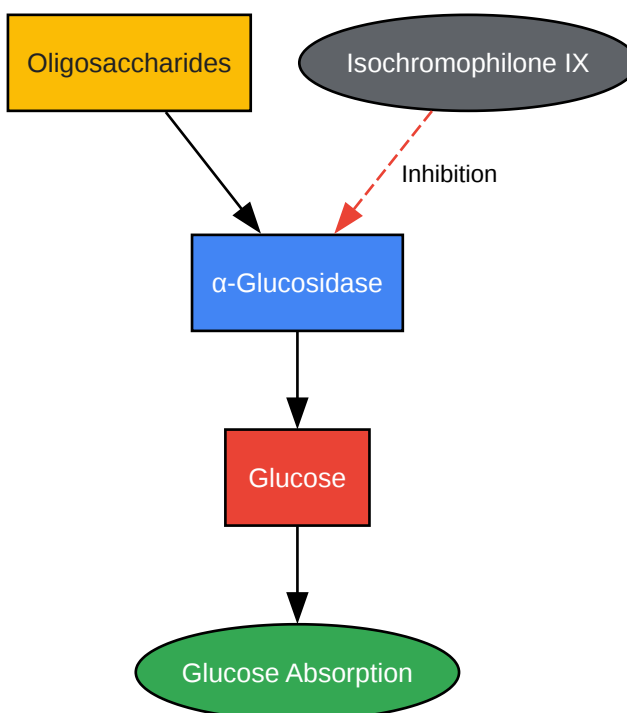 Oligosaccharides
Isochromophilone IX
Inhibition
α-Glucosidase
Glucose
Glucose Absorption